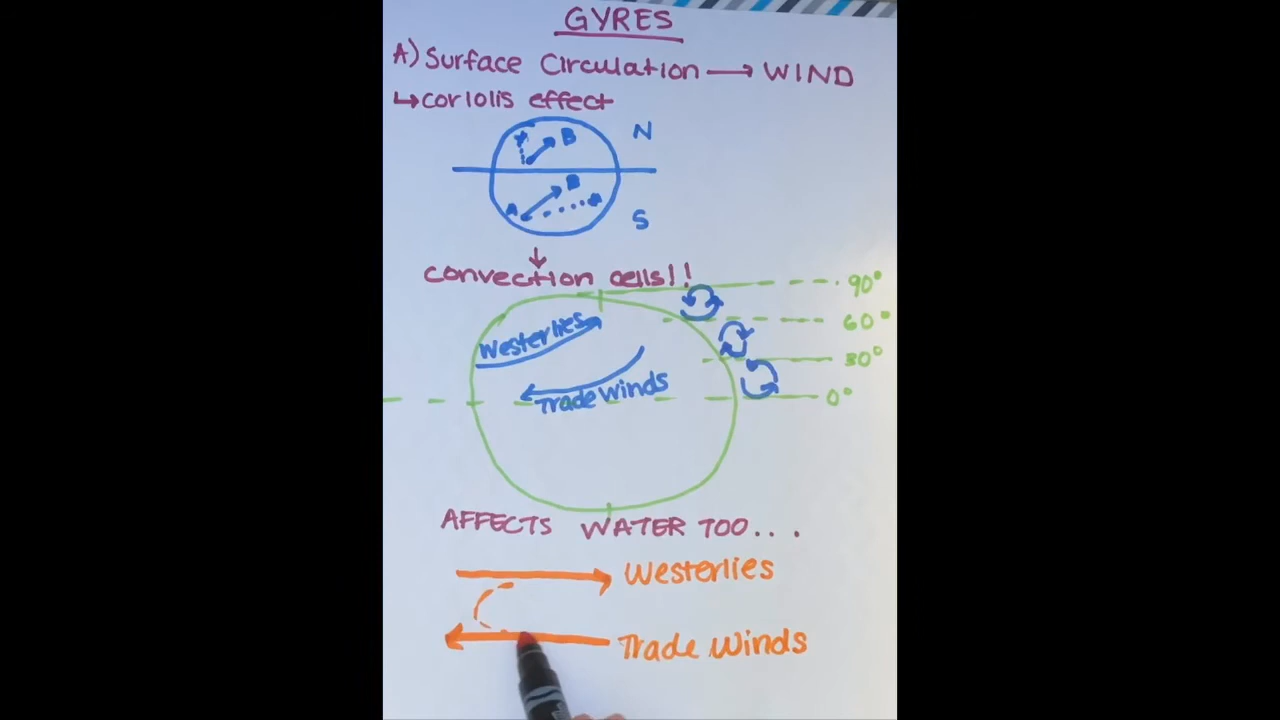 GYRES
A) Surface Circulation → WIND
↳ coriolis effect
B N
A B A
S
↓
convection cells!!
90°
60°
Westerlies
30°
Trade Winds 0°
AFFECTS WATER TOO....
Westerlies
Trade Winds